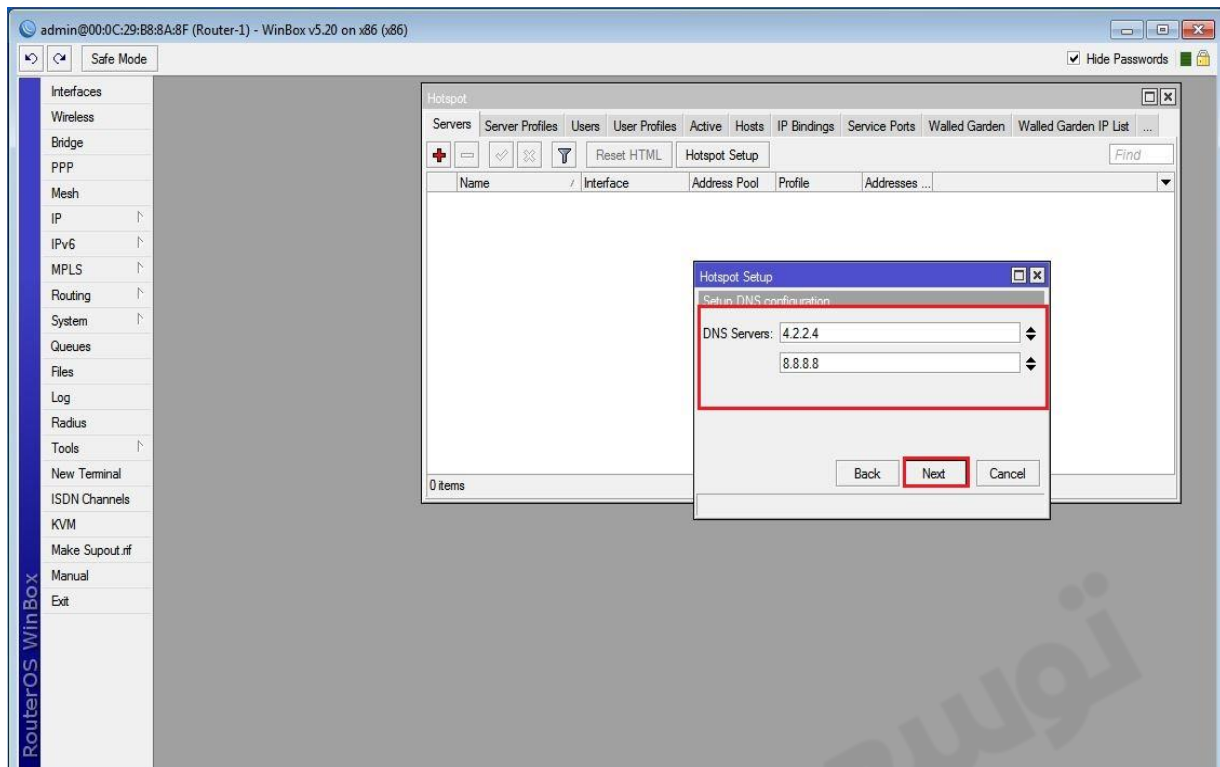 admin@00:0C:29:B8:8A:8F (Router-1) - WinBox v5.20 on x86 (x86)
Safe Mode
Hide Passwords
Interfaces
Wireless
Bridge
PPP
Mesh
IP
IPv6
MPLS
Routing
System
Queues
Files
Log
Radius
Tools
New Terminal
ISDN Channels
KVM
Make Supout.rif
Manual
Exit
RouterOS WinBox
Hotspot
Servers Server Profiles Users User Profiles Active Hosts IP Bindings Service Ports Walled Garden Walled Garden IP List ...
Reset HTML Hotspot Setup Find
Name / Interface Address Pool Profile Addresses ...
0 items
Hotspot Setup
Setup DNS configuration
DNS Servers: 4.2.2.4
8.8.8.8
Back Next Cancel